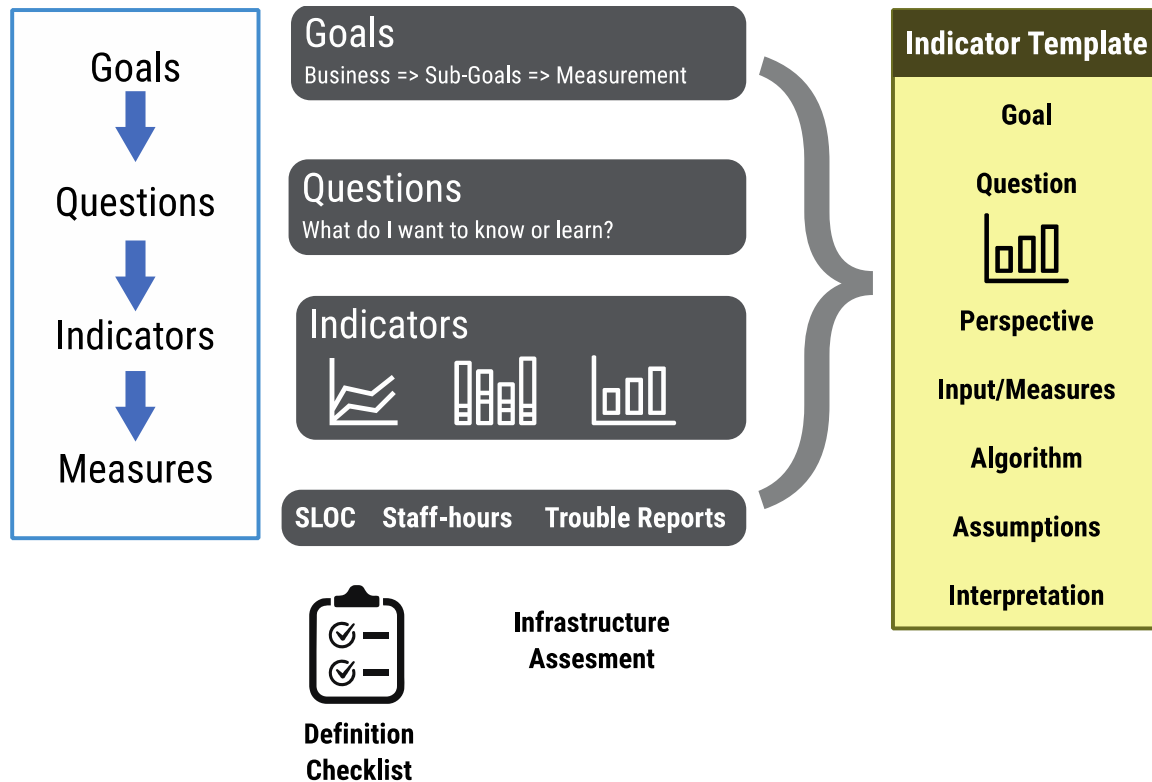 Goals
Questions
Indicators
Measures
Goals
Business => Sub-Goals => Measurement
Questions
What do I want to know or learn?
Indicators
SLOC Staff-hours Trouble Reports
Definition
Checklist
Infrastructure
Assesment
Indicator Template
Goal
Question
Perspective
Input/Measures
Algorithm
Assumptions
Interpretation